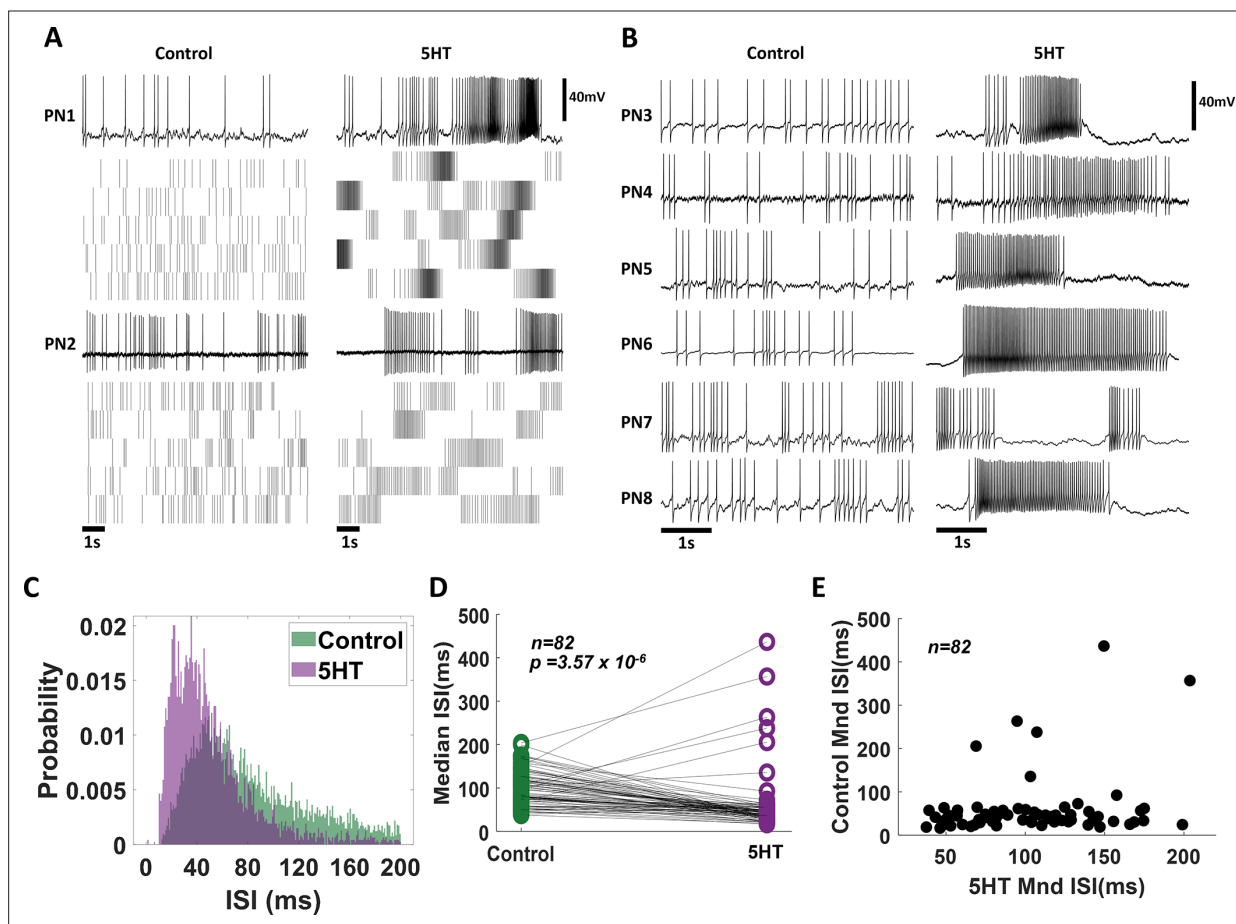 A
Control
5HT
PN1
40mV
PN2
1s
1s
B
Control
5HT
40mV
PN3
PN4
PN5
PN6
PN7
PN8
1s
1s
C
Probability
0.02
0.015
0.01
0.005
0
Control
5HT
0 40 80 120 160 200
ISI (ms)
D
Median ISI(ms)
500
400
300
200
100
0
n=82
p =3.57 x 10-6
Control
5HT
E
Control Mnd ISI(ms)
500
400
300
200
100
0
n=82
50 100 150 200
5HT Mnd ISI(ms)